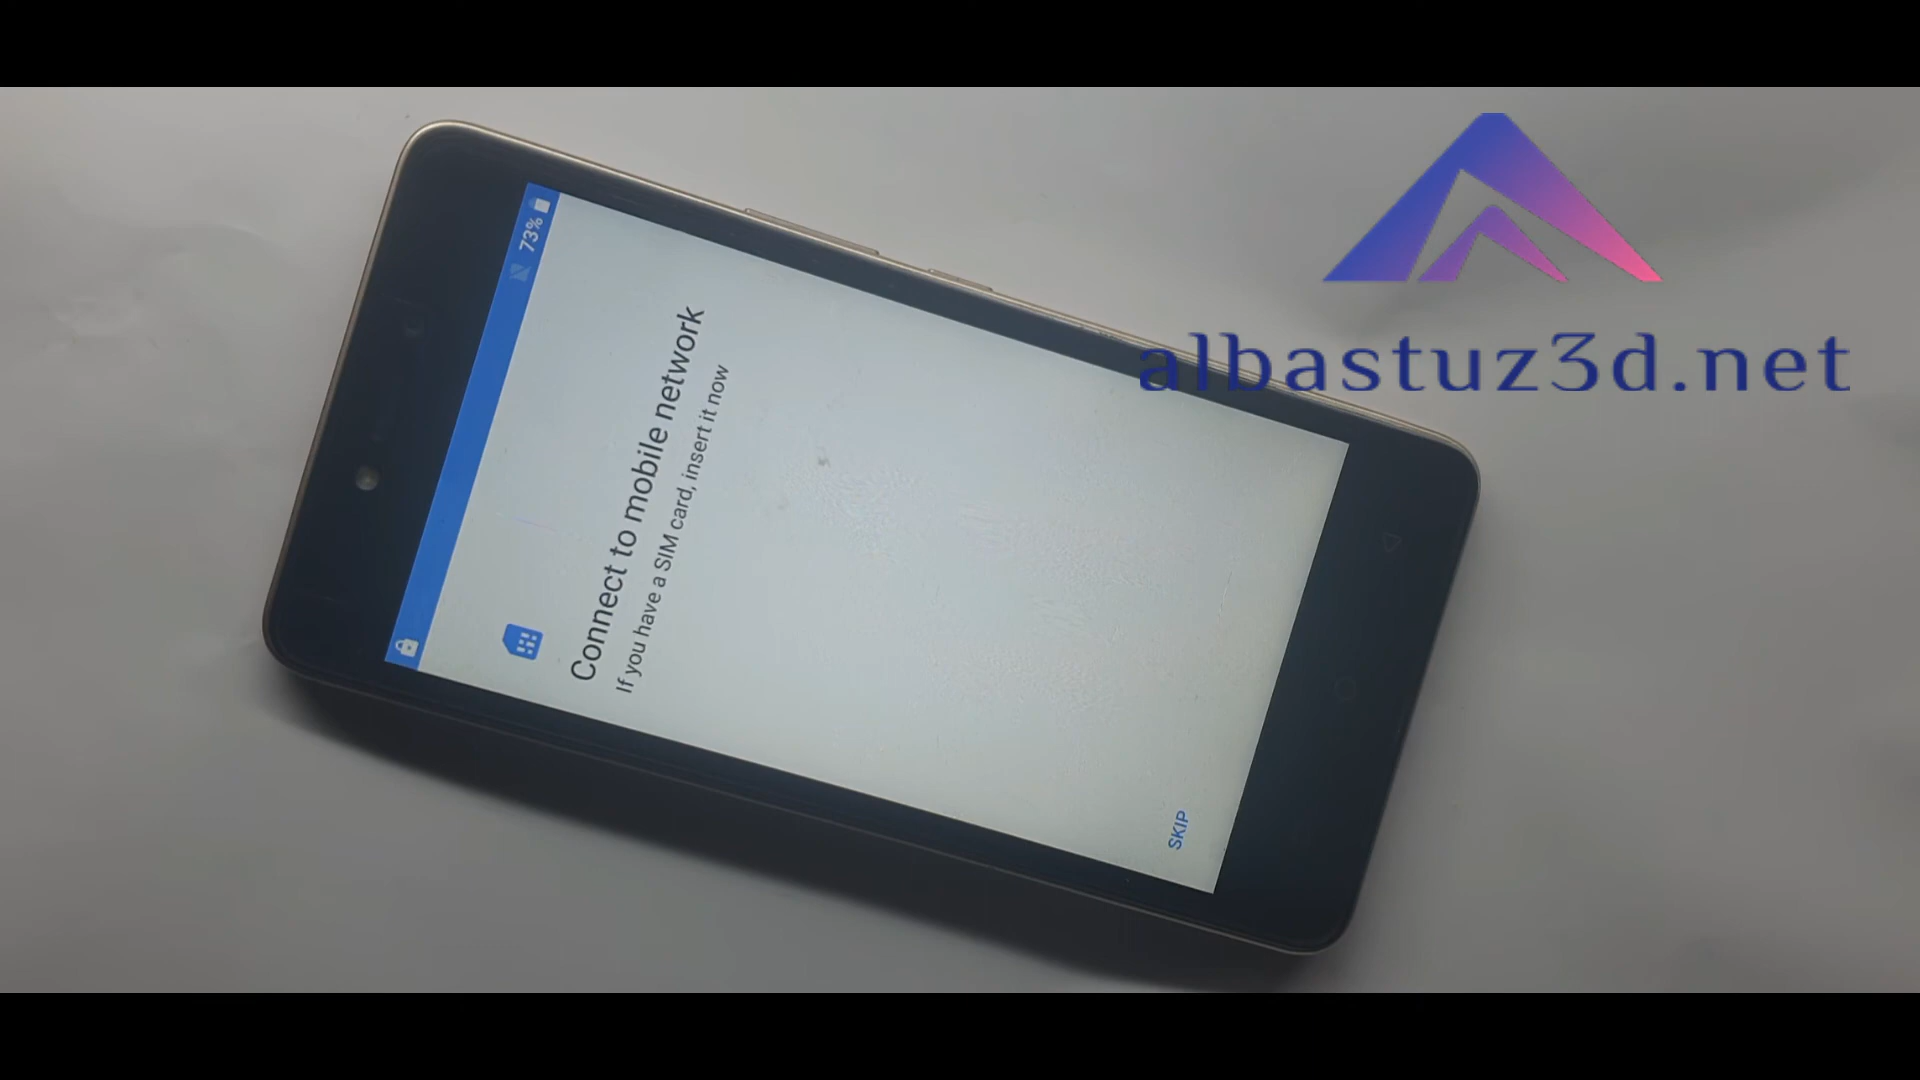 73%
Connect to mobile network
If you have a SIM card, insert it now
SKIP
albastuz3d.net